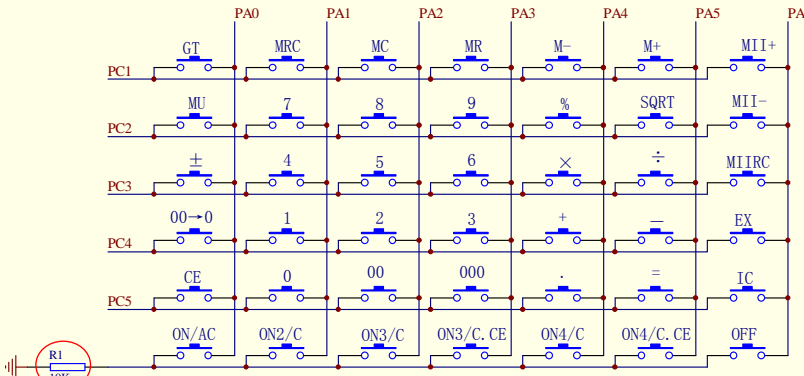 PA0 PA1 PA2 PA3 PA4 PA5 PA
GT MRC MC MR M- M+ MII+
PC1
MU 7 8 9 % SQRT MII-
PC2
± 4 5 6 × ÷ MIIRC
PC3
00→0 1 2 3 + — EX
PC4
CE 0 00 000 . = IC
PC5
ON/AC ON2/C ON3/C ON3/C.CE ON4/C ON4/C.CE OFF
R1